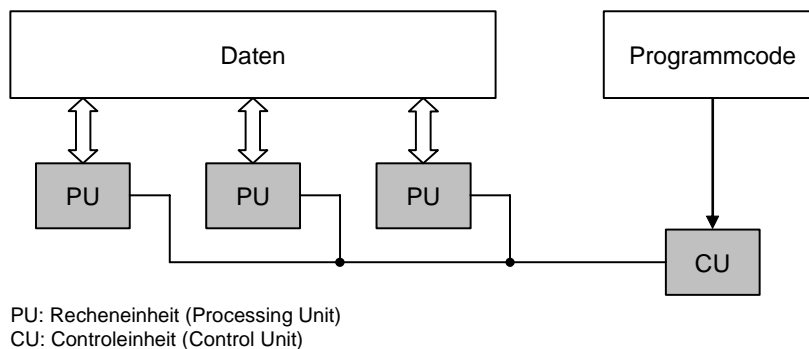 Daten
Programmcode
PU
PU
PU
CU
PU: Recheneinheit (Processing Unit)
CU: Controleinheit (Control Unit)